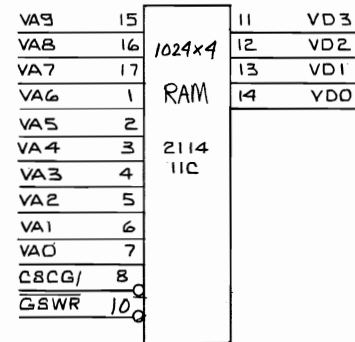 VA9 15 11 VD3
VA8 16 1024x4 12 VD2
VA7 17 13 VD1
VA6 1 RAM 14 VD0
VA5 2
VA4 3 2114
VA3 4 11C
VA2 5
VA1 6
VA0 7
CSCG/ 8
GSWR 10